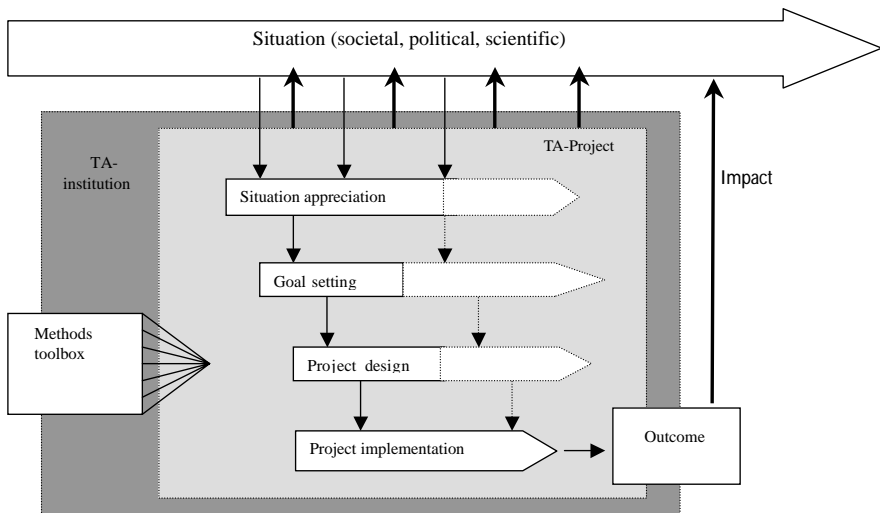 Situation (societal, political, scientific)
TA-
institution
TA-Project
Impact
Situation appreciation
Goal setting
Methods
toolbox
Project design
Project implementation
Outcome